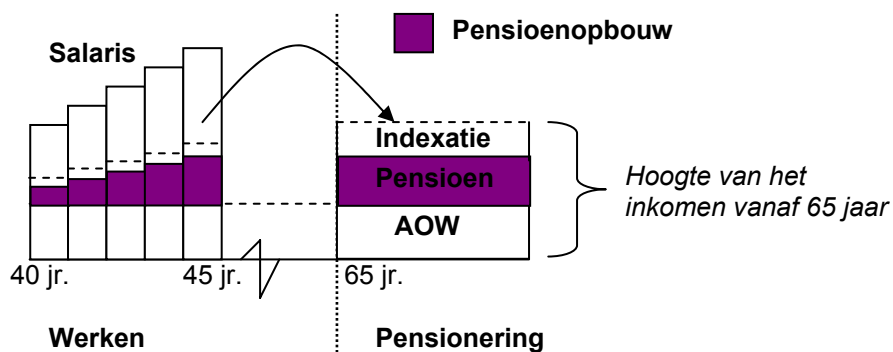 Pensioenopbouw
Salaris
Indexatie
Pensioen
AOW
Hoogte van het
inkomen vanaf 65 jaar
40 jr.
45 jr.
65 jr.
Werken
Pensionering